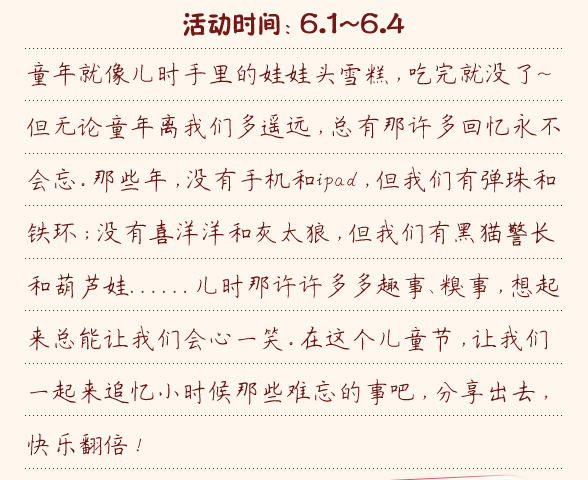 活动时间：6.1~6.4
童年就像儿时手里的娃娃头雪糕，吃完就没了~
但无论童年离我们多遥远，总有那许多回忆永不
会忘．那些年，没有手机和ipad，但我们有弹珠和
铁环；没有喜洋洋和灰太狼，但我们有黑猫警长
和葫芦娃......儿时那许许多多趣事、糗事，想起
来总能让我们会心一笑．在这个儿童节，让我们
一起来追忆小时候那些难忘的事吧，分享出去，
快乐翻倍！